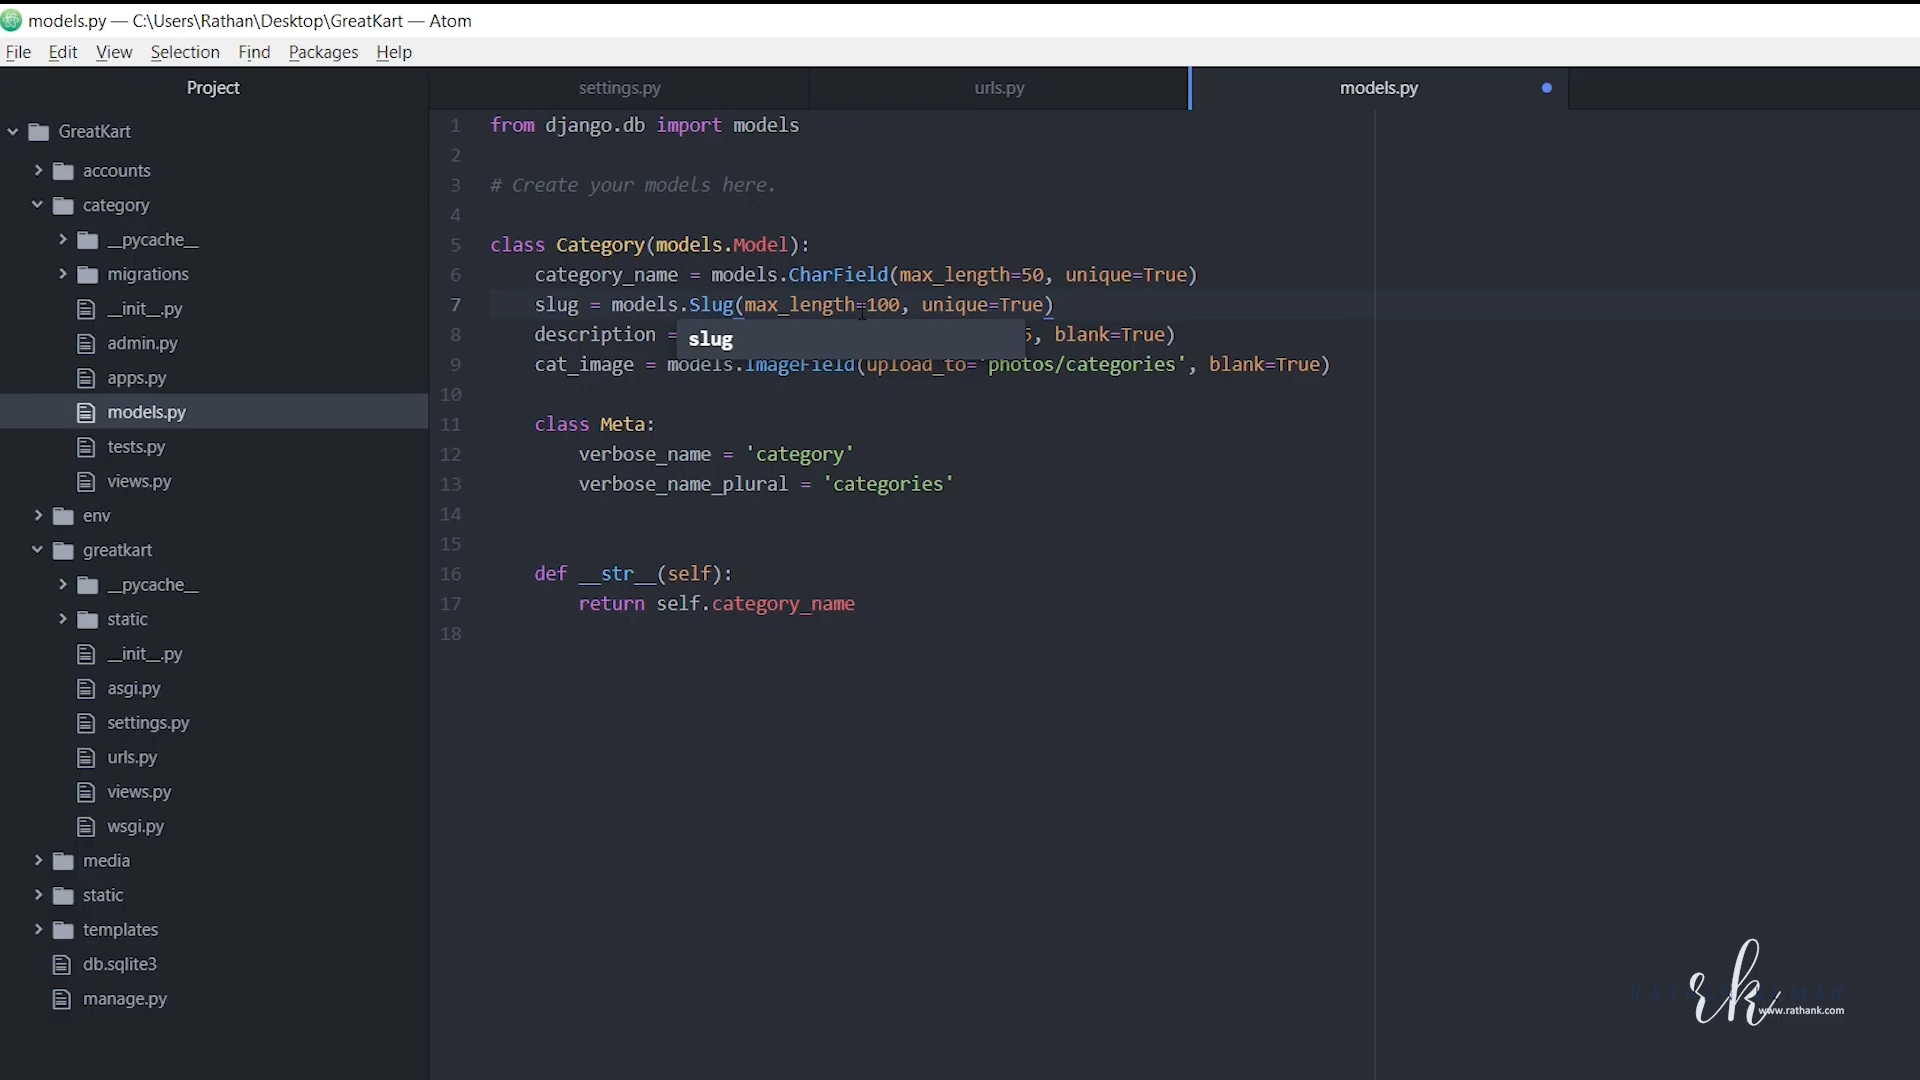 models.py — C:\Users\Rathan\Desktop\GreatKart — Atom
File Edit View Selection Find Packages Help
Project
settings.py
urls.py
models.py
GreatKart
accounts
category
__pycache__
migrations
__init__.py
admin.py
apps.py
models.py
tests.py
views.py
env
greatkart
__pycache__
static
__init__.py
asgi.py
settings.py
urls.py
views.py
wsgi.py
media
static
templates
db.sqlite3
manage.py
1 from django.db import models
2
3 # Create your models here.
4
5 class Category(models.Model):
6 category_name = models.CharField(max_length=50, unique=True)
7 slug = models.Slug(max_length=100, unique=True)
8 description = 5, blank=True)
slug
9 cat_image = models.ImageField(upload_to='photos/categories', blank=True)
10
11 class Meta:
12 verbose_name = 'category'
13 verbose_name_plural = 'categories'
14
15
16 def __str__(self):
17 return self.category_name
18
rk
www.rathank.com